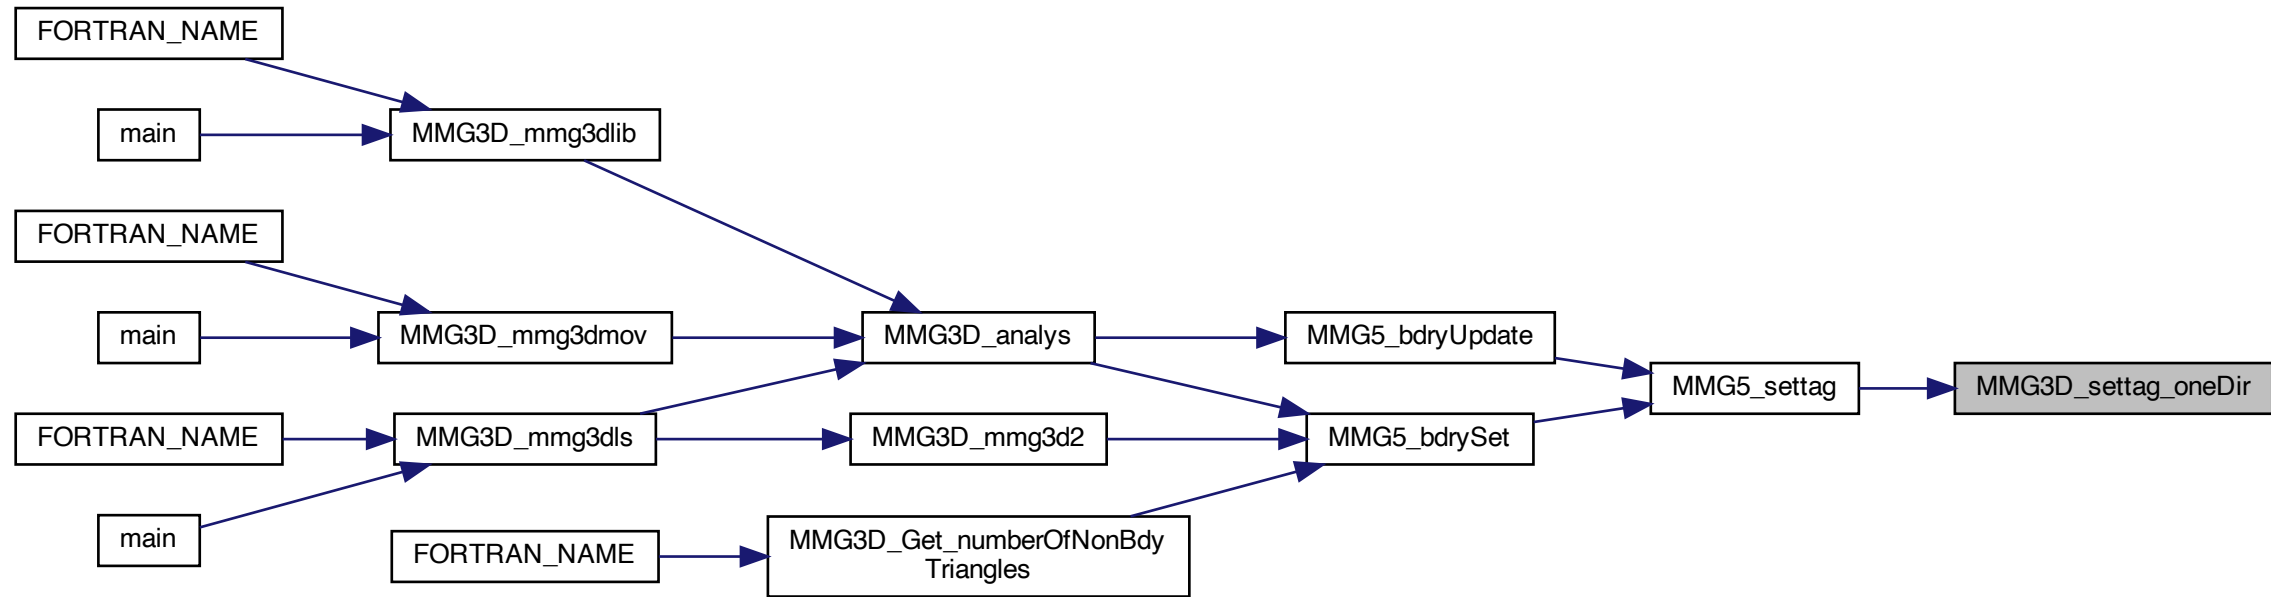 FORTRAN_NAME
main
MMG3D_mmg3dlib
FORTRAN_NAME
main
MMG3D_mmg3dmov
MMG3D_analys
MMG5_bdryUpdate
MMG5_settag
MMG3D_settag_oneDir
FORTRAN_NAME
MMG3D_mmg3dls
MMG3D_mmg3d2
MMG5_bdrySet
main
FORTRAN_NAME
MMG3D_Get_numberOfNonBdy
Triangles